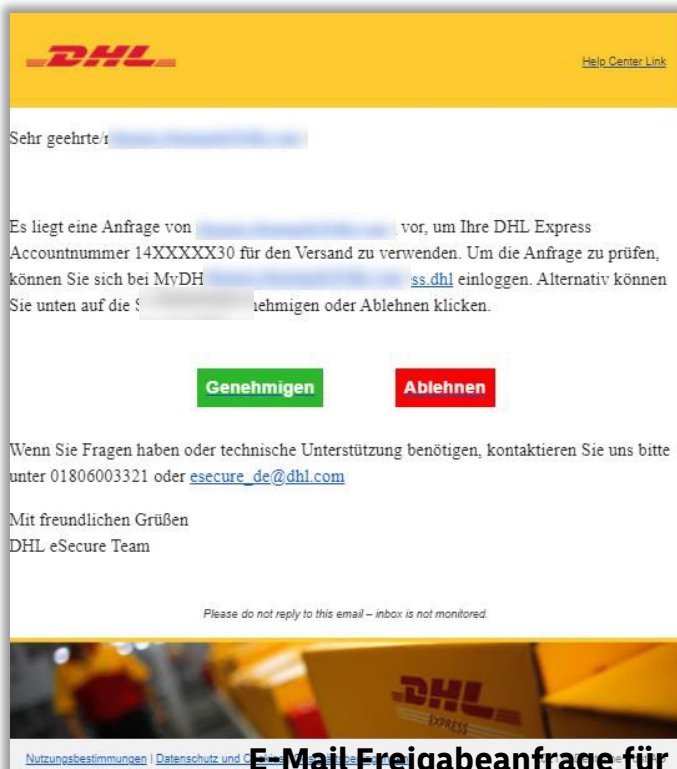 DHL
Help Center Link
Sehr geehrte/r
Es liegt eine Anfrage von vor, um Ihre DHL Express
Accountnummer 14XXXXX30 für den Versand zu verwenden. Um die Anfrage zu prüfen,
können Sie sich bei MyDH ss.dhl einloggen. Alternativ können
Sie unten auf die nehmigen oder Ablehnen klicken.
Genehmigen Ablehnen
Wenn Sie Fragen haben oder technische Unterstützung benötigen, kontaktieren Sie uns bitte
unter 01806003321 oder esecure_de@dhl.com
Mit freundlichen Grüßen
DHL eSecure Team
Please do not reply to this email – inbox is not monitored.
DHL
EXPRESS
Nutzungsbestimmungen | Datenschutz und
E-Mail Freigabeanfrage für